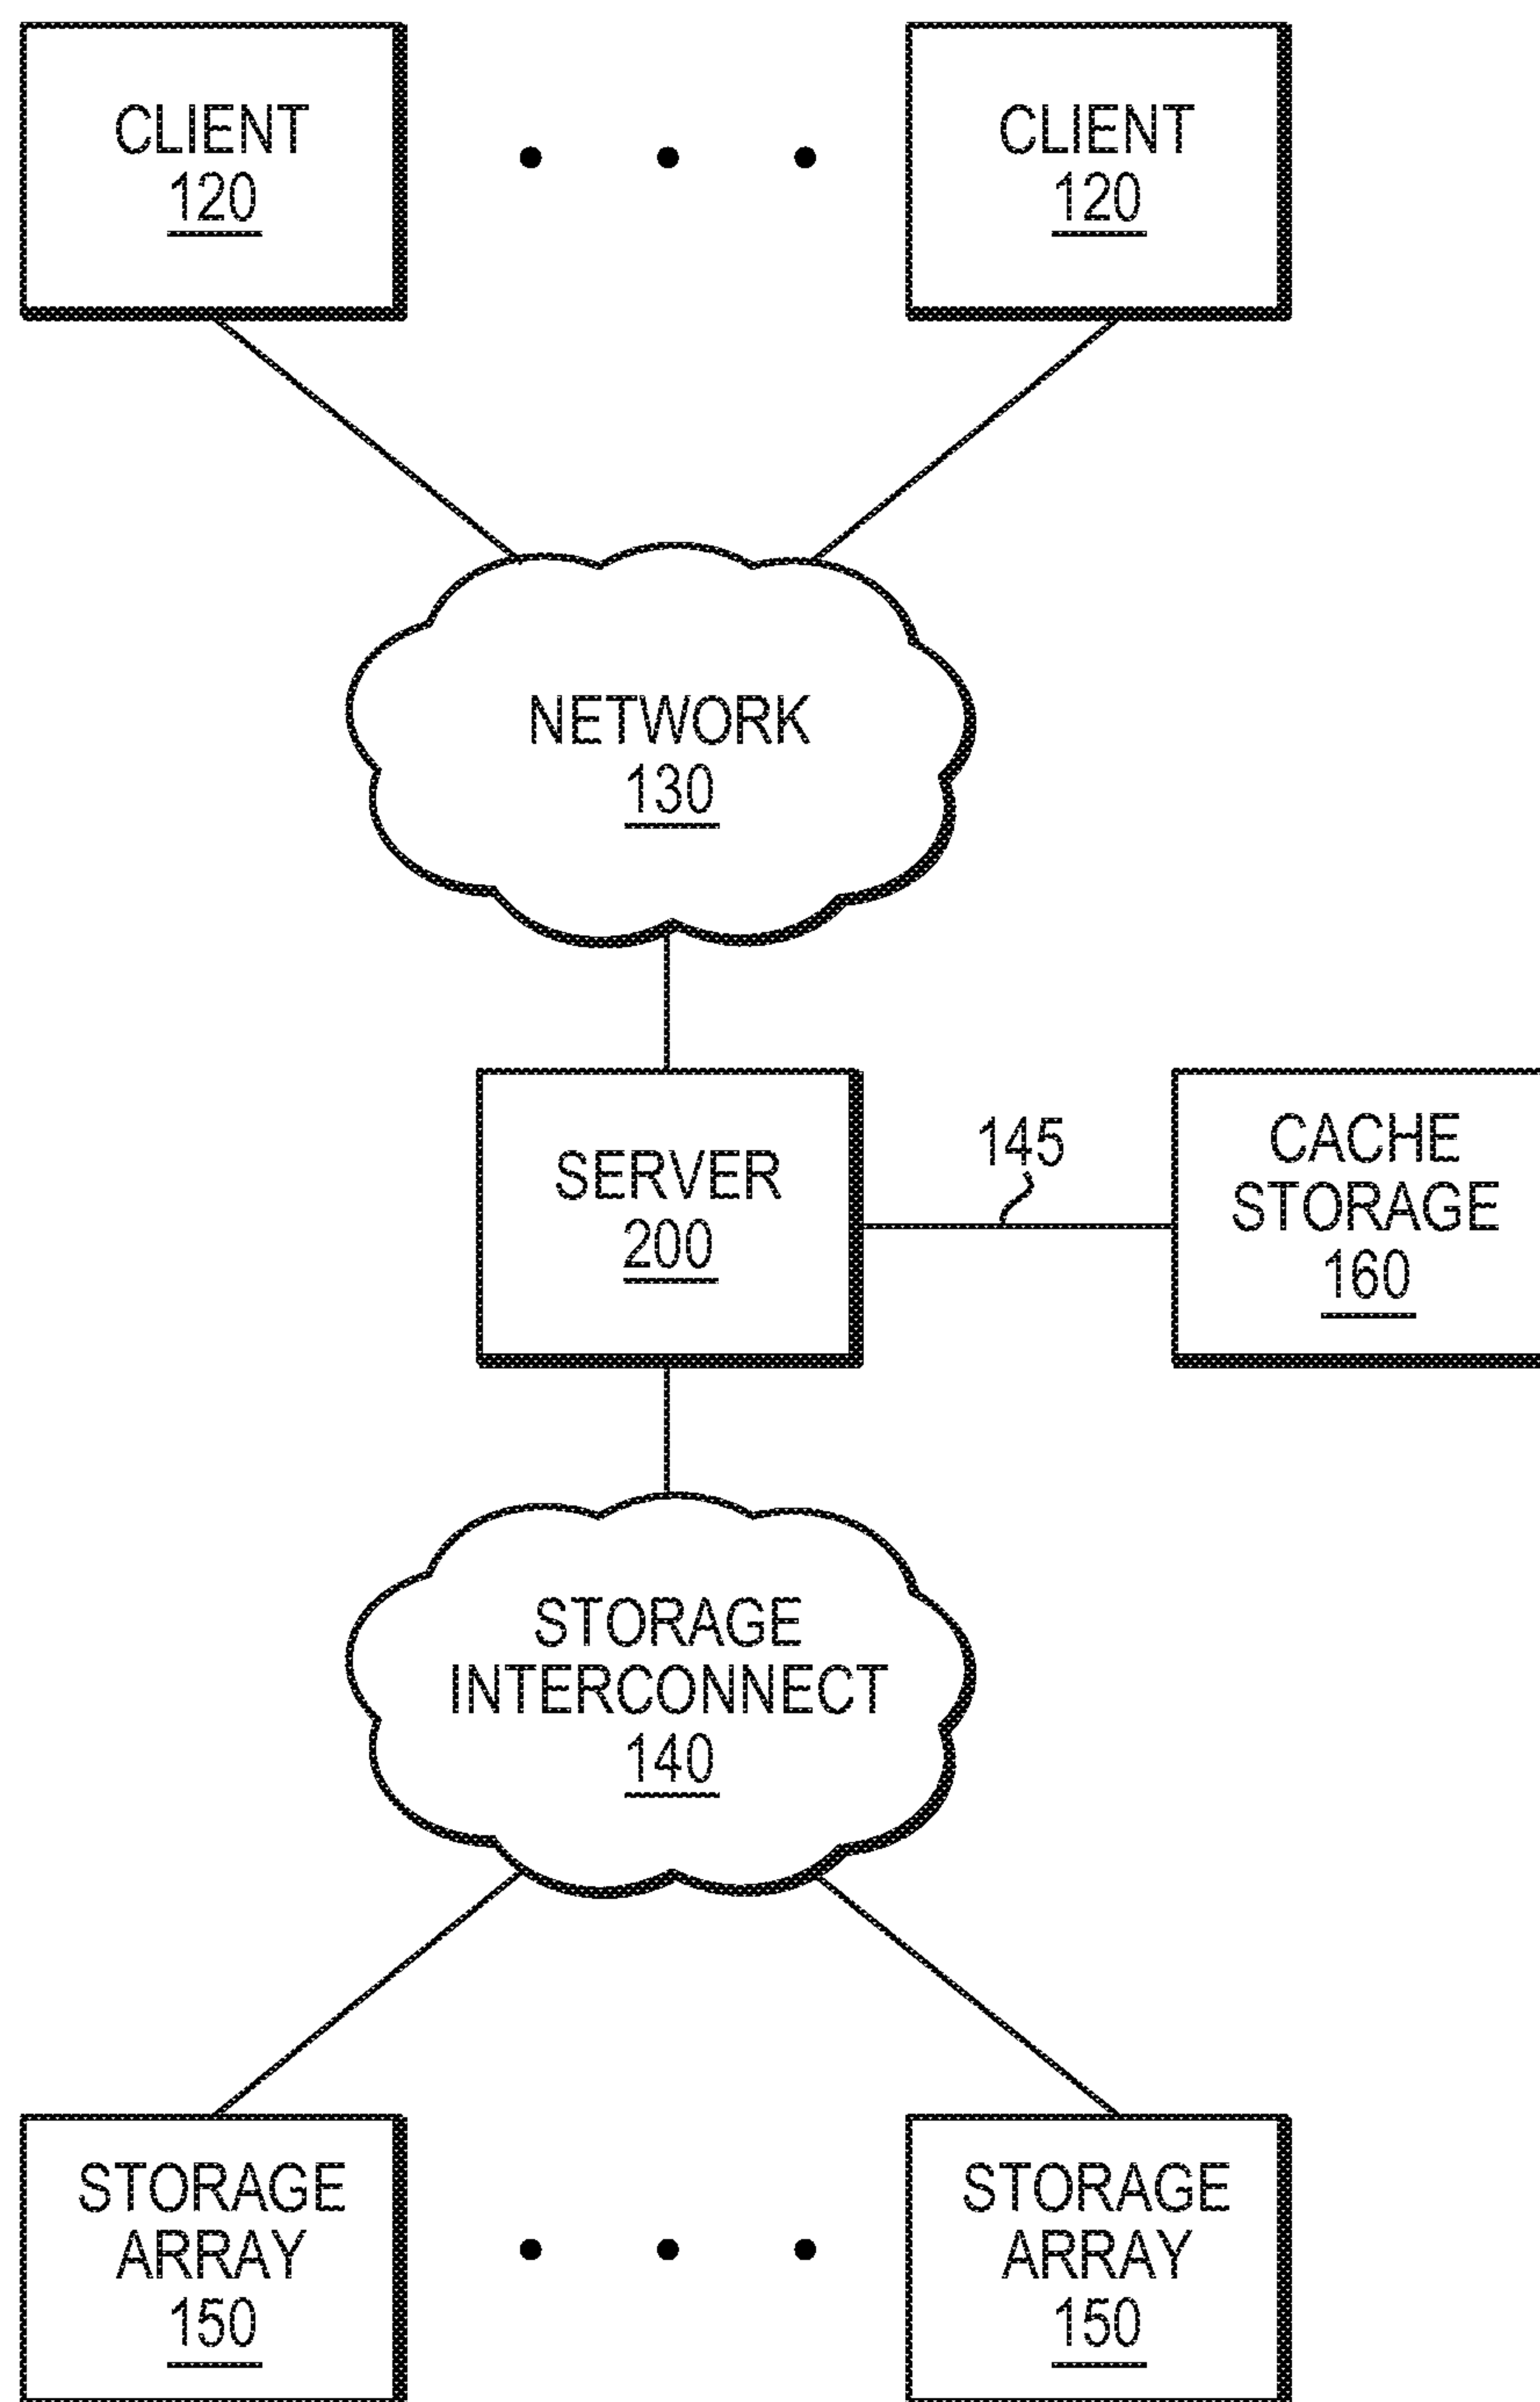 CLIENT
120
CLIENT
120
NETWORK
130
SERVER
200
145
CACHE
STORAGE
160
STORAGE
INTERCONNECT
140
STORAGE
ARRAY
150
STORAGE
ARRAY
150